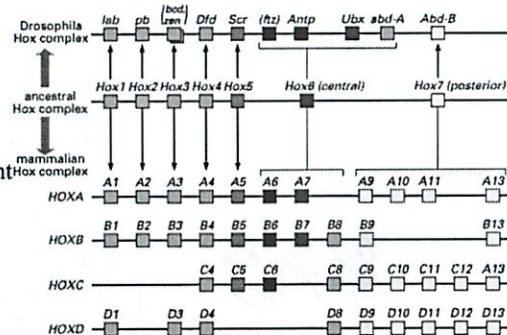 Drosophila Hox complex lab pb (bcd, zen) Dfd Scr (ftz) Antp Ubx abd-A Abd-B
ancestral Hox complex Hox1 Hox2 Hox3 Hox4 Hox5 Hox6 (central) Hox7 (posterior)
nt mammalian Hox complex
HOXA A1 A2 A3 A4 A5 A6 A7 A9 A10 A11 A13
HOXB B1 B2 B3 B4 B5 B6 B7 B8 B9 B13
HOXC C4 C5 C6 C8 C9 C10 C11 C12 A13
HOXD D1 D3 D4 D8 D9 D10 D11 D12 D13